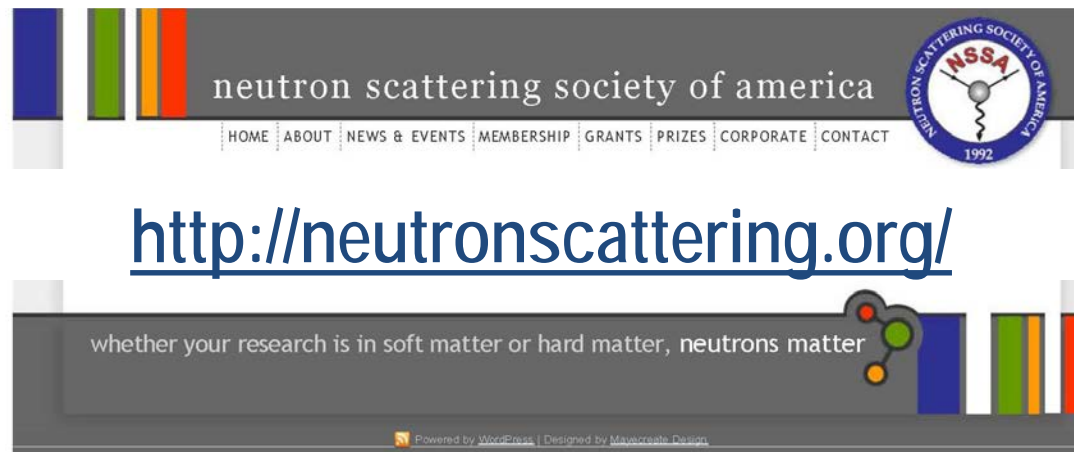 neutron scattering society of america
HOME ABOUT NEWS & EVENTS MEMBERSHIP GRANTS PRIZES CORPORATE CONTACT
NEUTRON SCATTERING SOCIETY OF AMERICA
NSSA
1992
http://neutronscattering.org/
whether your research is in soft matter or hard matter, neutrons matter
Powered by WordPress | Designed by Mayecreate Design.